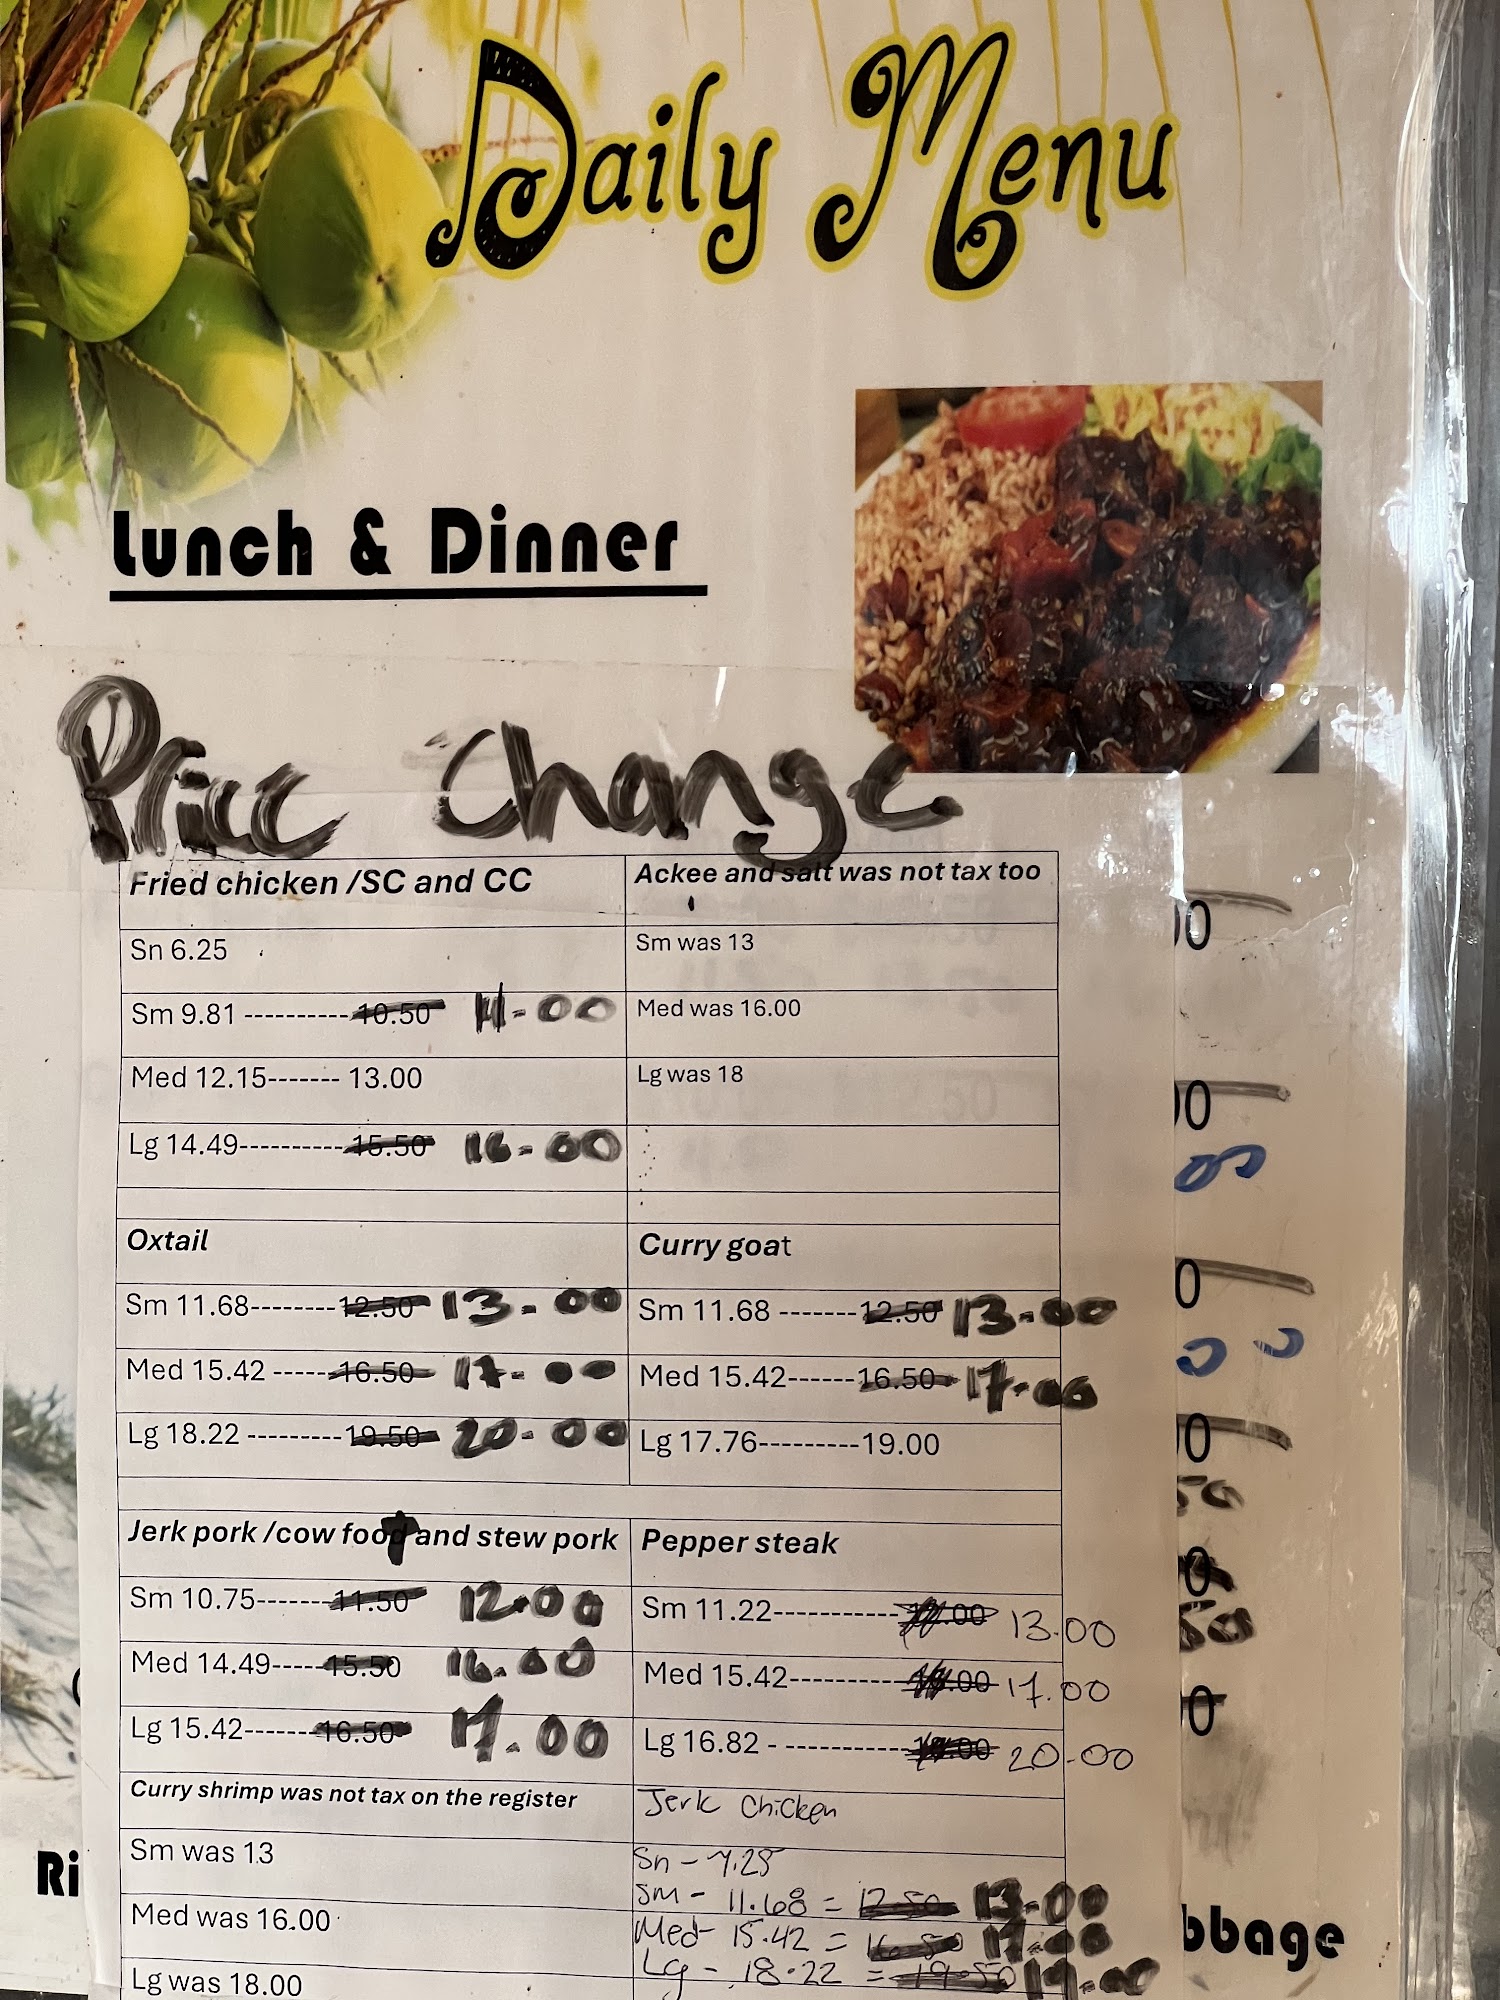 Daily Menu
Lunch & Dinner
Price Change
Fried chicken /SC and CC
Sn 6.25
Sm 9.81 ----------10.50 11-00
Med 12.15------- 13.00
Lg 14.49----------15.50 16-00
Ackee and salt was not tax too
Sm was 13
Med was 16.00
Lg was 18
Oxtail
Sm 11.68--------12.50 13-00
Med 15.42 -----16.50 17-00
Lg 18.22 ---------19.50 20-00
Curry goat
Sm 11.68 -------12.50 13-00
Med 15.42------16.50 17-00
Lg 17.76---------19.00
Jerk pork /cow foot and stew pork
Sm 10.75-------11.50 12.00
Med 14.49-----15.50 16.00
Lg 15.42-------16.50 17.00
Pepper steak
Sm 11.22----------- 13.00
Med 15.42----------- 17.00
Lg 16.82 - ----------- 20.00
Curry shrimp was not tax on the register
Sm was 13
Med was 16.00
Lg was 18.00
Jerk Chicken
Sn - 7.25
Sm - 11.68 = 12.50 13.00
Med- 15.42 = 16.50 17.00
Lg - 18.22 = 19.50 19.00
Ri
bbage